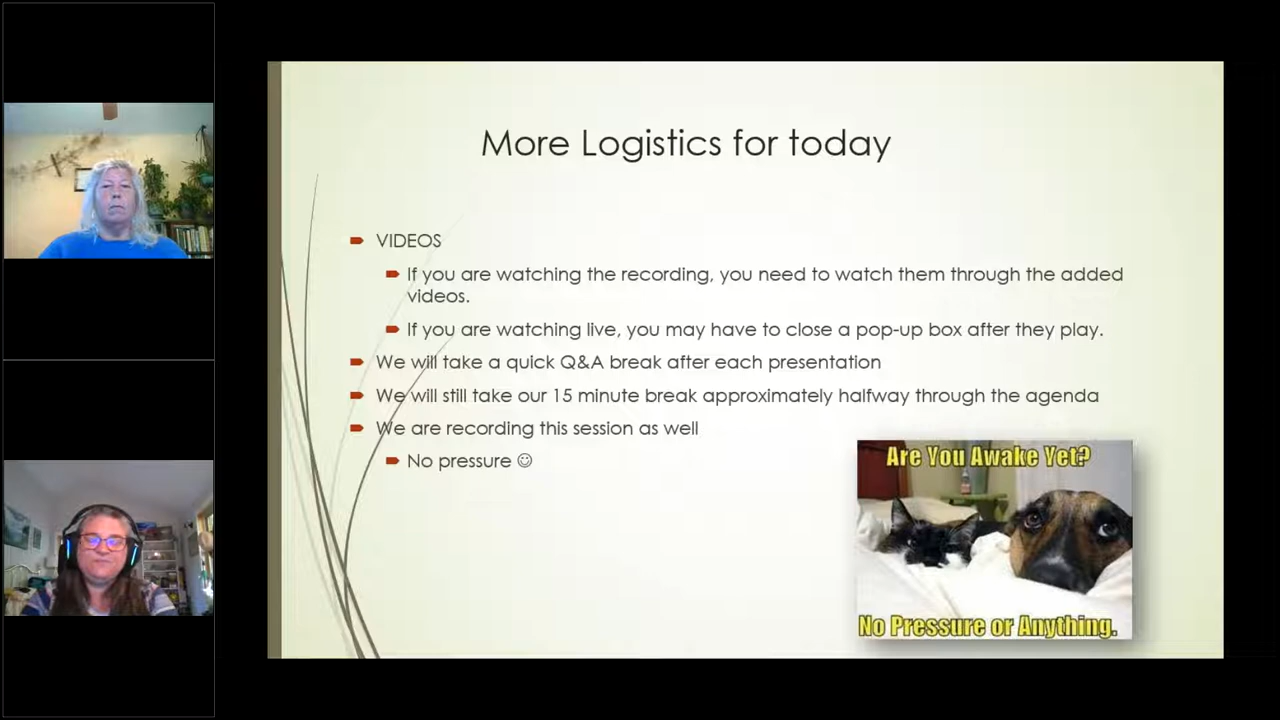 More Logistics for today
VIDEOS
If you are watching the recording, you need to watch them through the added
videos.
If you are watching live, you may have to close a pop-up box after they play.
We will take a quick Q&A break after each presentation
We will still take our 15 minute break approximately halfway through the agenda
We are recording this session as well
No pressure ☺
Are You Awake Yet?
No Pressure or Anything.